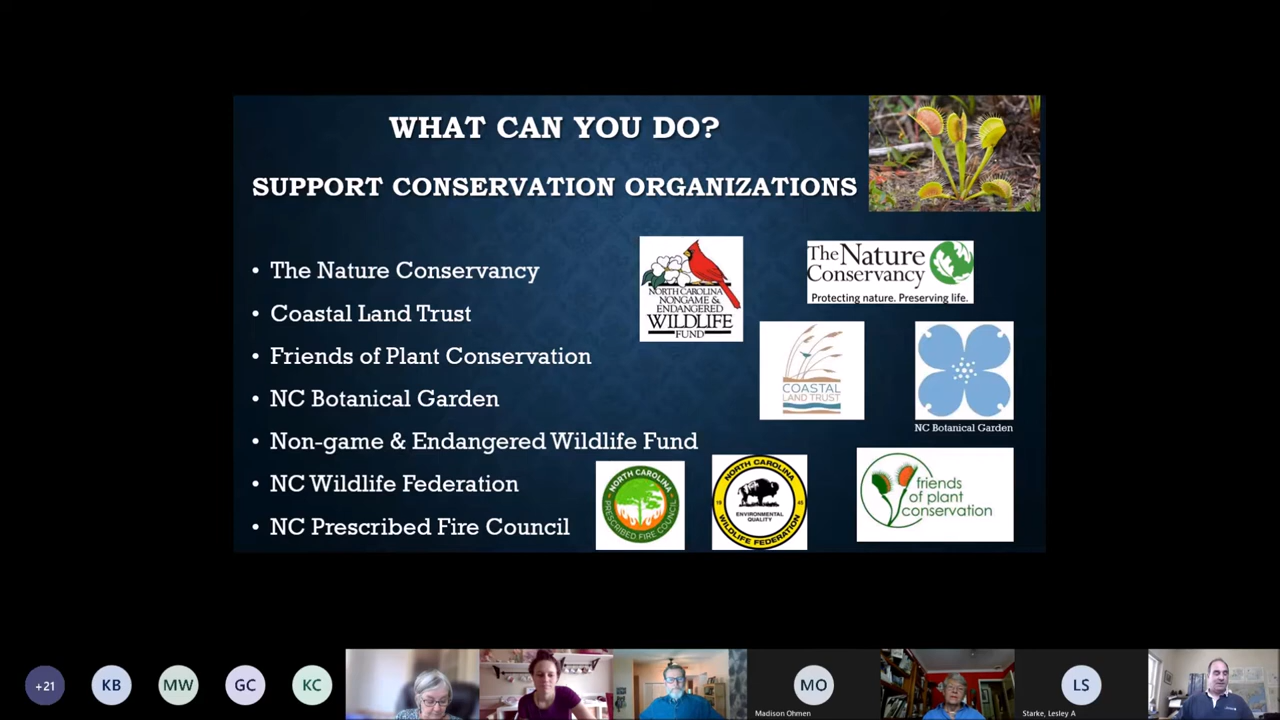 WHAT CAN YOU DO?
SUPPORT CONSERVATION ORGANIZATIONS
• The Nature Conservancy
• Coastal Land Trust
• Friends of Plant Conservation
• NC Botanical Garden
• Non-game & Endangered Wildlife Fund
• NC Wildlife Federation
• NC Prescribed Fire Council
NORTH CAROLINA
NONGAME &
ENDANGERED
WILDLIFE
FUND
The Nature
Conservancy
Protecting nature. Preserving life.
COASTAL
LAND TRUST
NC Botanical Garden
NORTH CAROLINA
PRESCRIBED FIRE COUNCIL
NORTH CAROLINA
19 45
ENVIRONMENTAL
QUALITY
WILDLIFE FEDERATION
friends
of plant
conservation
+21
KB
MW
GC
KC
MO
Madison Ohmen
LS
Starke, Lesley A